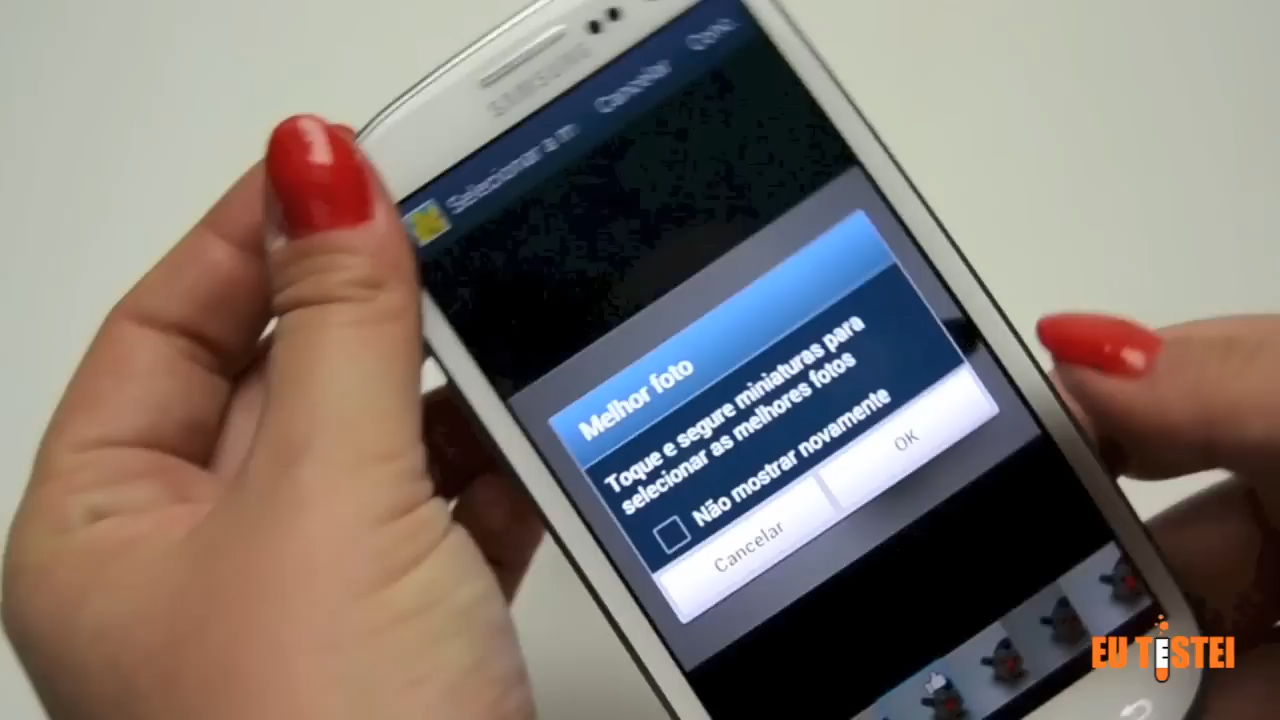 SAMSUNG
Selecionar a m
Cancelar
Melhor foto
Toque e segure miniaturas para
selecionar as melhores fotos
Não mostrar novamente
Cancelar
OK
EU TESTEI